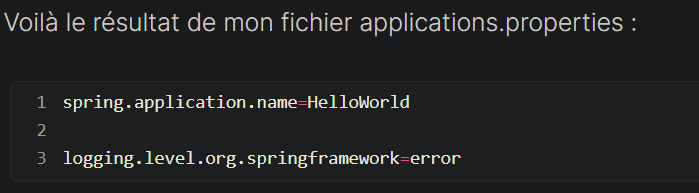 Voilà le résultat de mon fichier applications.properties :
1 spring.application.name=HelloWorld
2
3 logging.level.org.springframework=error